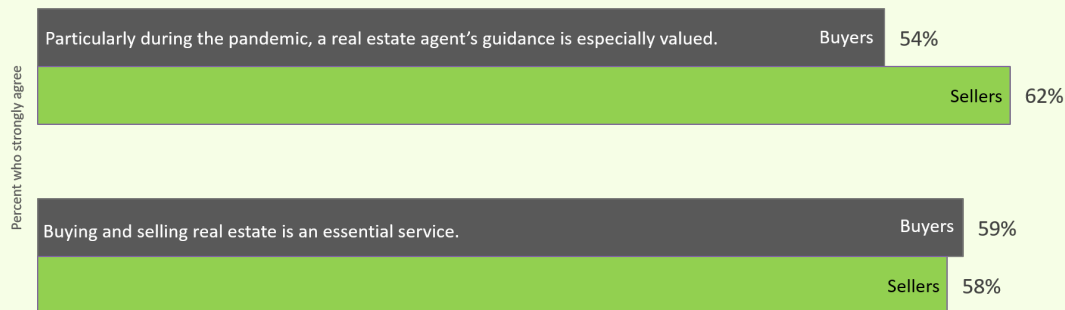 Percent who strongly agree
Particularly during the pandemic, a real estate agent’s guidance is especially valued. Buyers 54%
Sellers 62%
Buying and selling real estate is an essential service. Buyers 59%
Sellers 58%